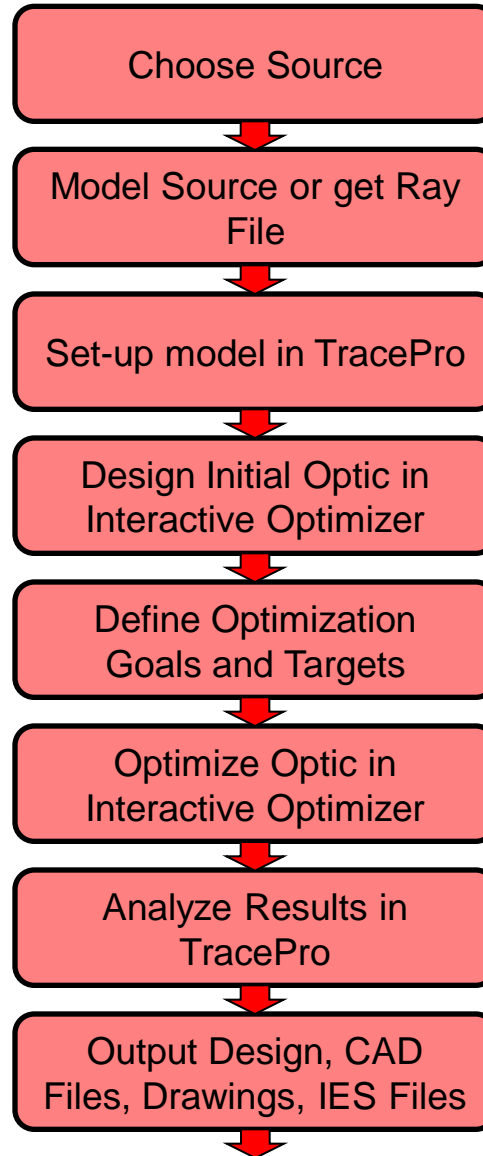 Choose Source
Model Source or get Ray
File
Set-up model in TracePro
Design Initial Optic in
Interactive Optimizer
Define Optimization
Goals and Targets
Optimize Optic in
Interactive Optimizer
Analyze Results in
TracePro
Output Design, CAD
Files, Drawings, IES Files